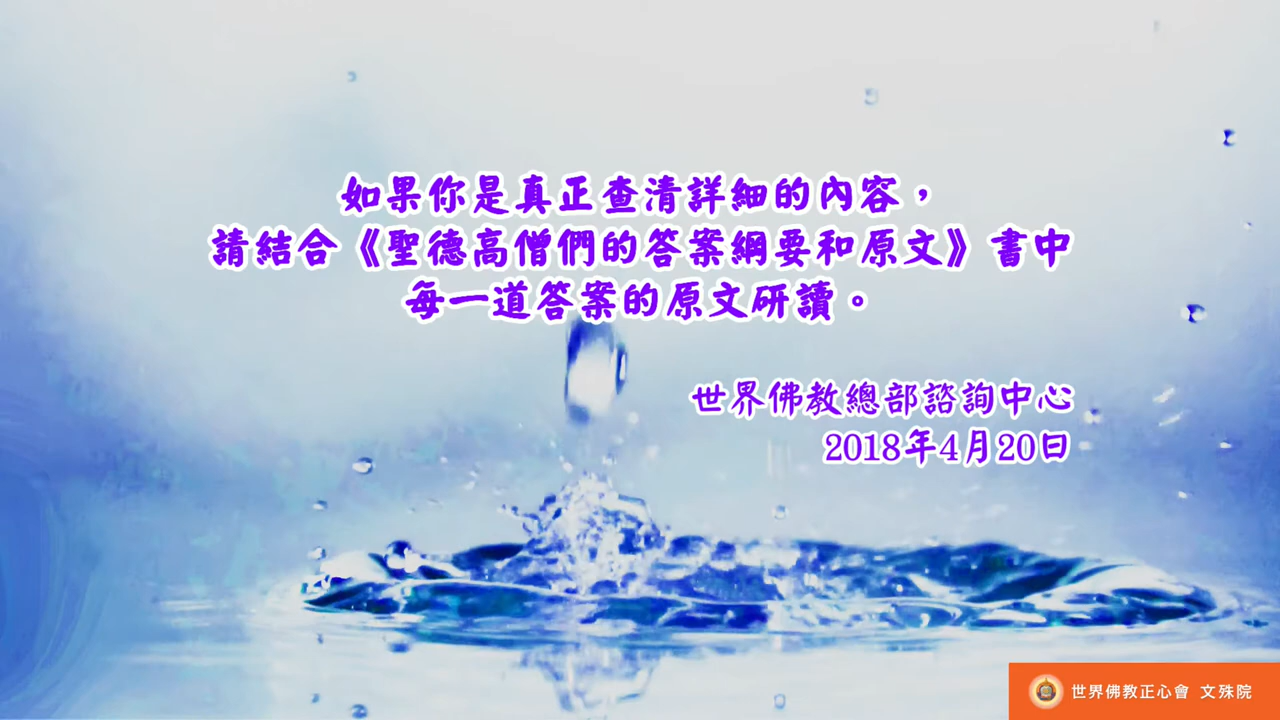 如果你是真正查清詳細的內容，
請結合《聖德高僧們的答案綱要和原文》書中
每一道答案的原文研讀。
世界佛教總部諮詢中心
2018年4月20日
世界佛教正心會 文殊院